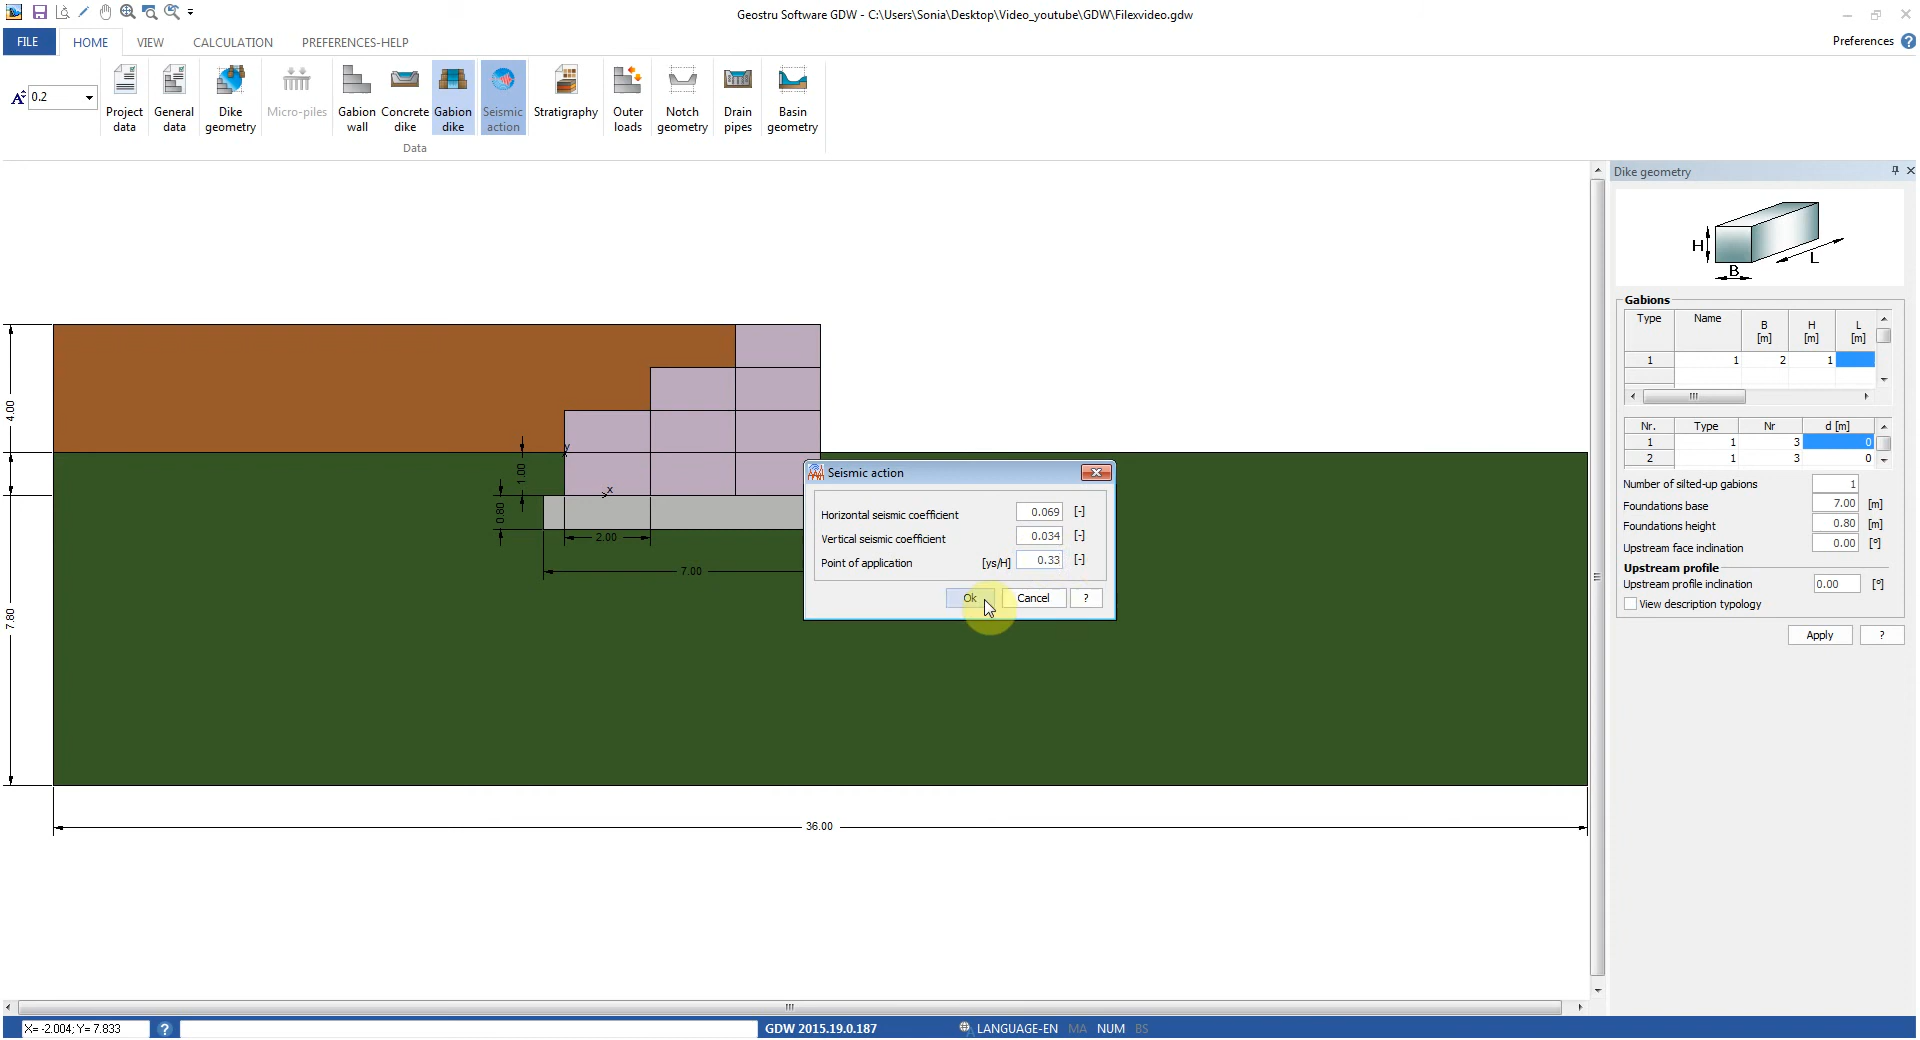 Geostru Software GDW - C:\Users\Sonia\Desktop\Video_youtube\GDW\Filexvideo.gdw
FILE HOME VIEW CALCULATION PREFERENCES-HELP Preferences ?
A 0.2
Project data
General data
Dike geometry
Micro-piles
Gabion wall
Concrete dike
Gabion dike
Seismic action
Stratigraphy
Outer loads
Notch geometry
Drain pipes
Basin geometry
Data
4.00
7.80
1.00
0.80
y
x
2.00
7.00
36.00
Seismic action
Horizontal seismic coefficient 0.069 [-]
Vertical seismic coefficient 0.034 [-]
Point of application [ys/H] 0.33 [-]
Ok Cancel ?
Dike geometry
H
B
L
Gabions
Type Name B [m] H [m] L [m]
1 1 2 1
Nr. Type Nr d [m]
1 1 3 0
2 1 3 0
Number of silted-up gabions 1
Foundations base 7.00 [m]
Foundations height 0.80 [m]
Upstream face inclination 0.00 [°]
Upstream profile
Upstream profile inclination 0.00 [°]
View description typology
Apply ?
X= -2.004; Y= 7.833 ? GDW 2015.19.0.187 LANGUAGE-EN MA NUM BS